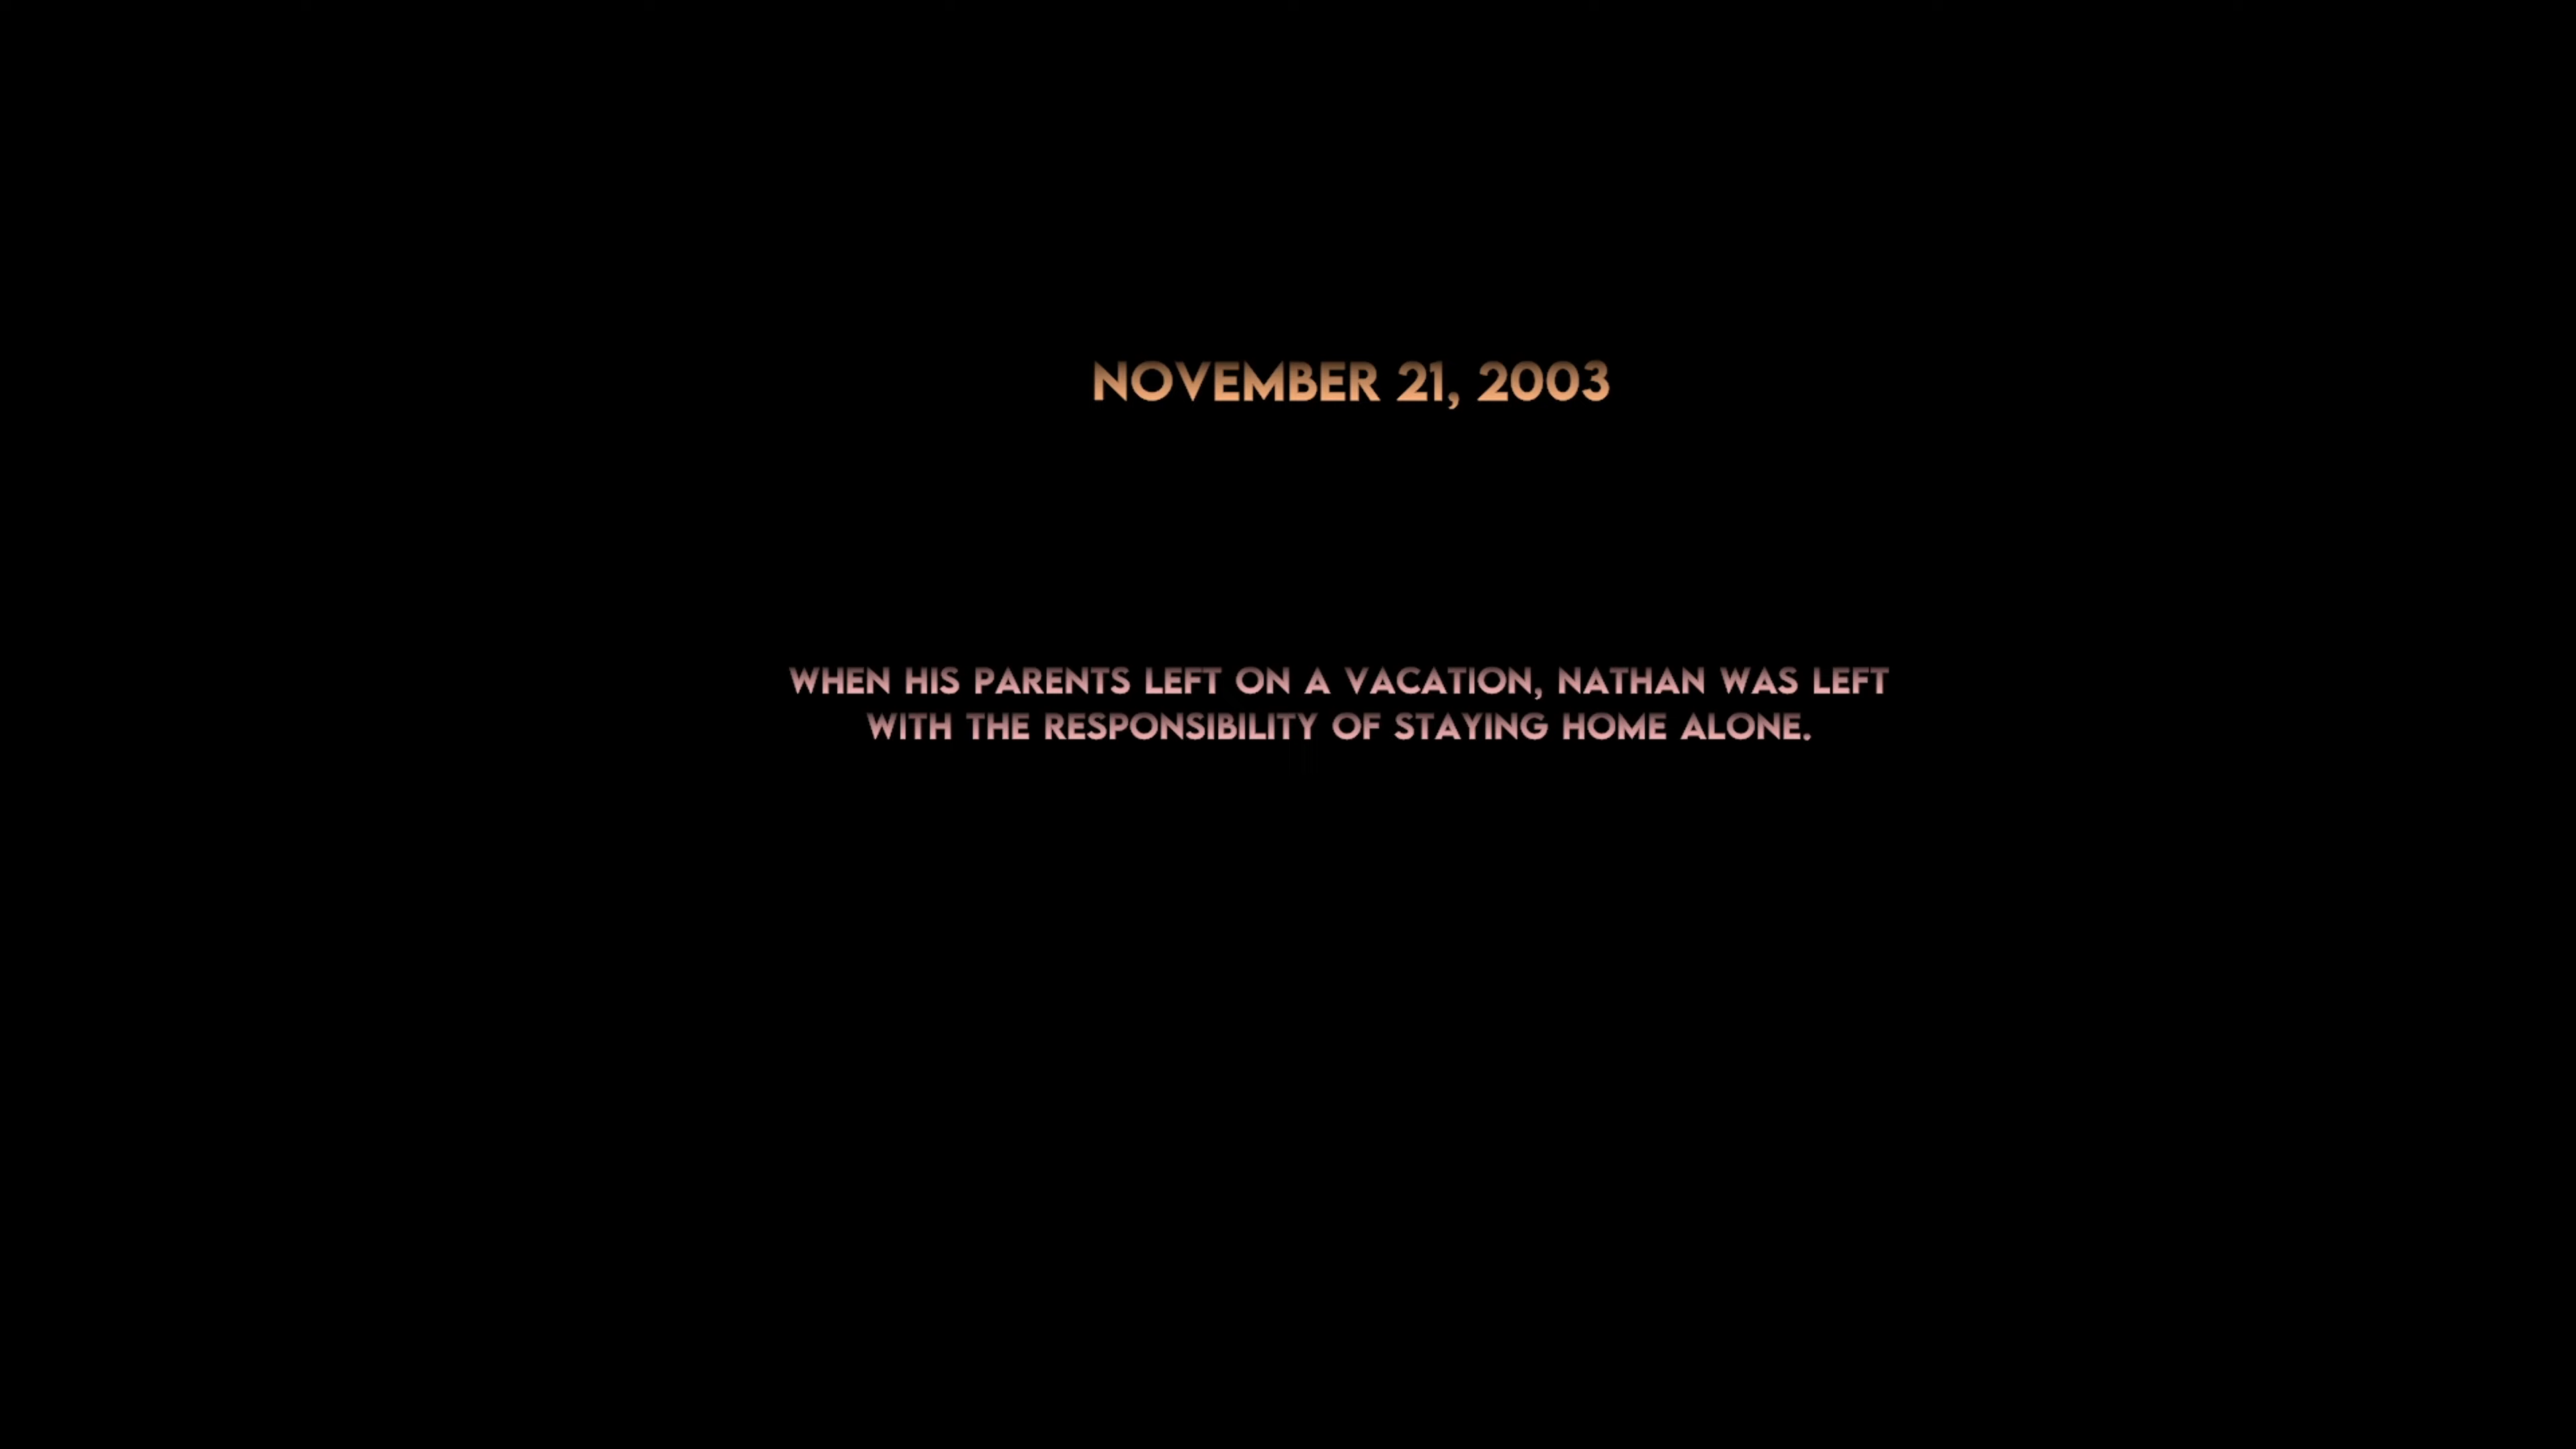 NOVEMBER 21, 2003
WHEN HIS PARENTS LEFT ON A VACATION, NATHAN WAS LEFT
WITH THE RESPONSIBILITY OF STAYING HOME ALONE.